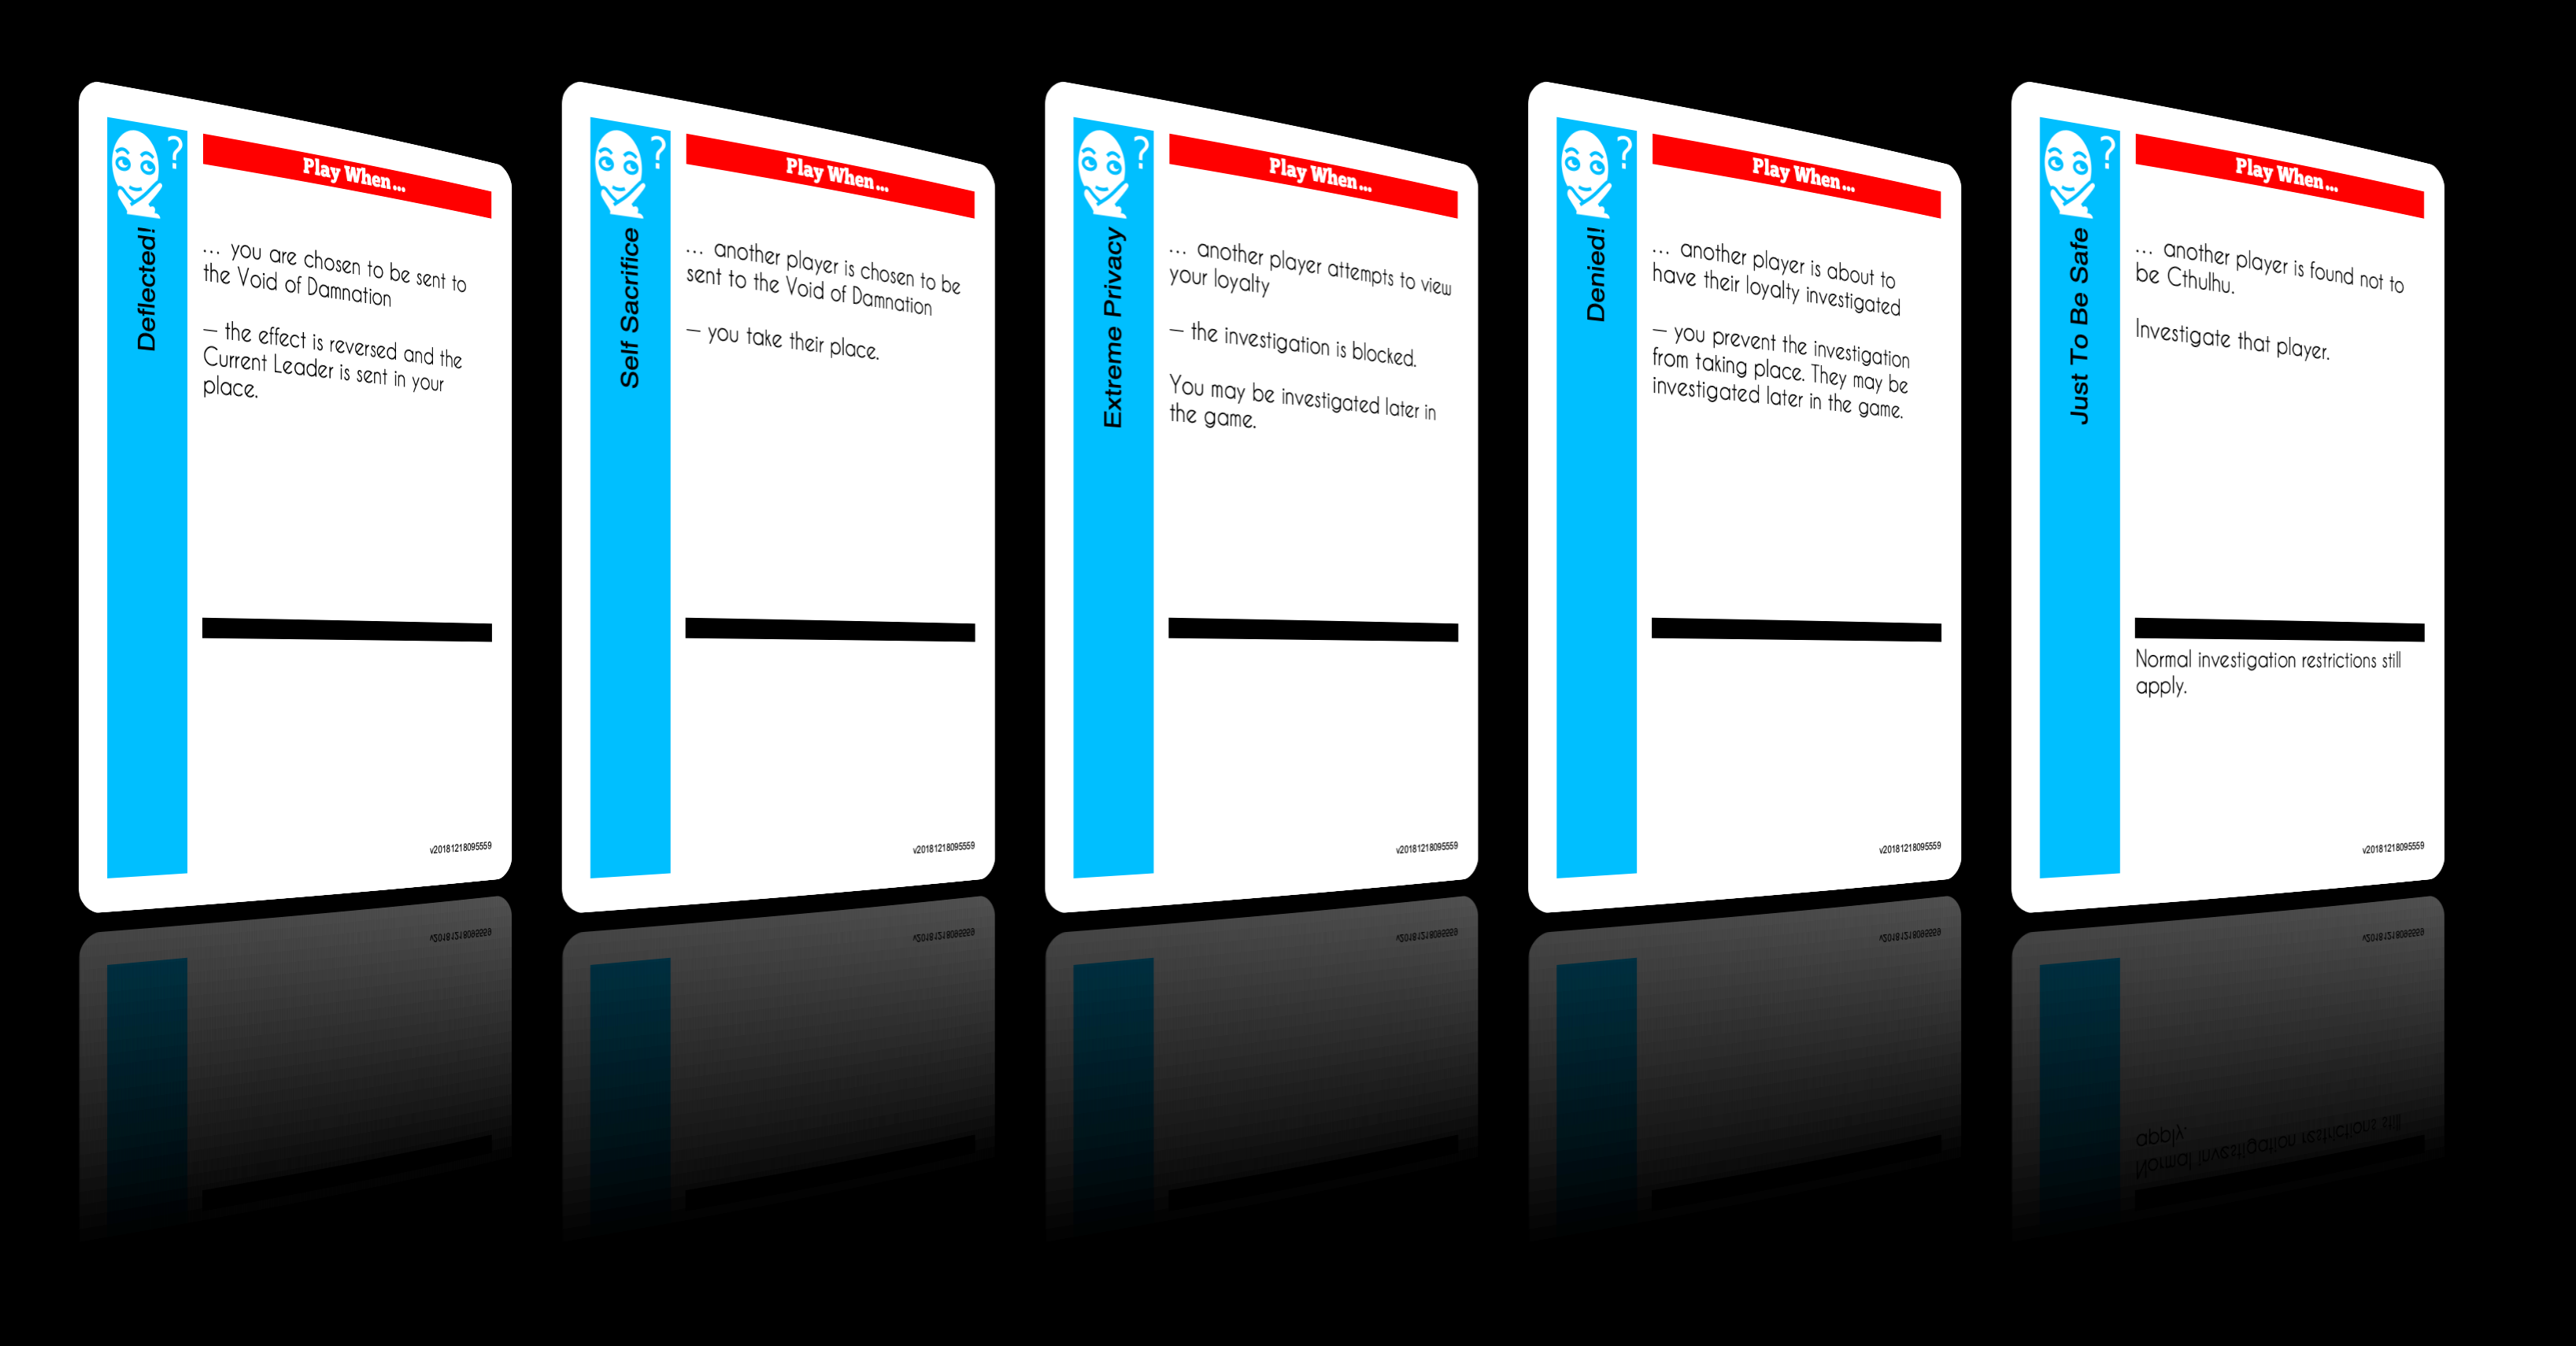 Deflected!
?
Play When...
... you are chosen to be sent to
the Void of Damnation
– the effect is reversed and the
Current Leader is sent in your
place.
v20181218095559
Self Sacrifice
?
Play When...
... another player is chosen to be
sent to the Void of Damnation
– you take their place.
v20181218095559
Extreme Privacy
?
Play When...
... another player attempts to view
your loyalty
– the investigation is blocked.
You may be investigated later in
the game.
v20181218095559
Denied!
?
Play When...
... another player is about to
have their loyalty investigated
– you prevent the investigation
from taking place. They may be
investigated later in the game.
v20181218095559
Just To Be Safe
?
Play When...
... another player is found not to
be Cthulhu.
Investigate that player.
Normal investigation restrictions still
apply.
v20181218095559